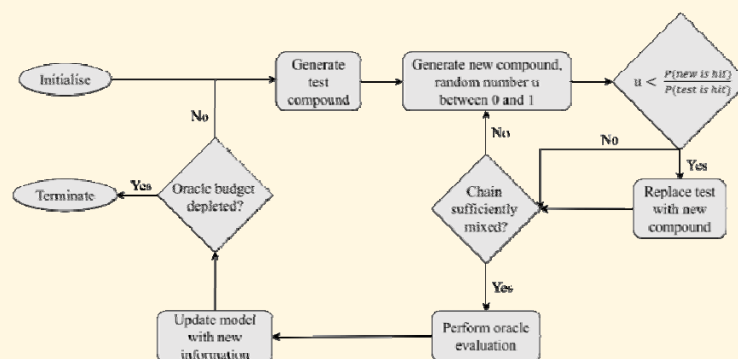 Initialise
Generate
test
compound
Generate new compound,
random number u
between 0 and 1
u < P(new is hit)/P(test is hit)
No
No
No
Yes
Terminate
Yes
Oracle budget
depleted?
Chain
sufficiently
mixed?
Replace test
with new
compound
Yes
Update model
with new
information
Perform oracle
evaluation